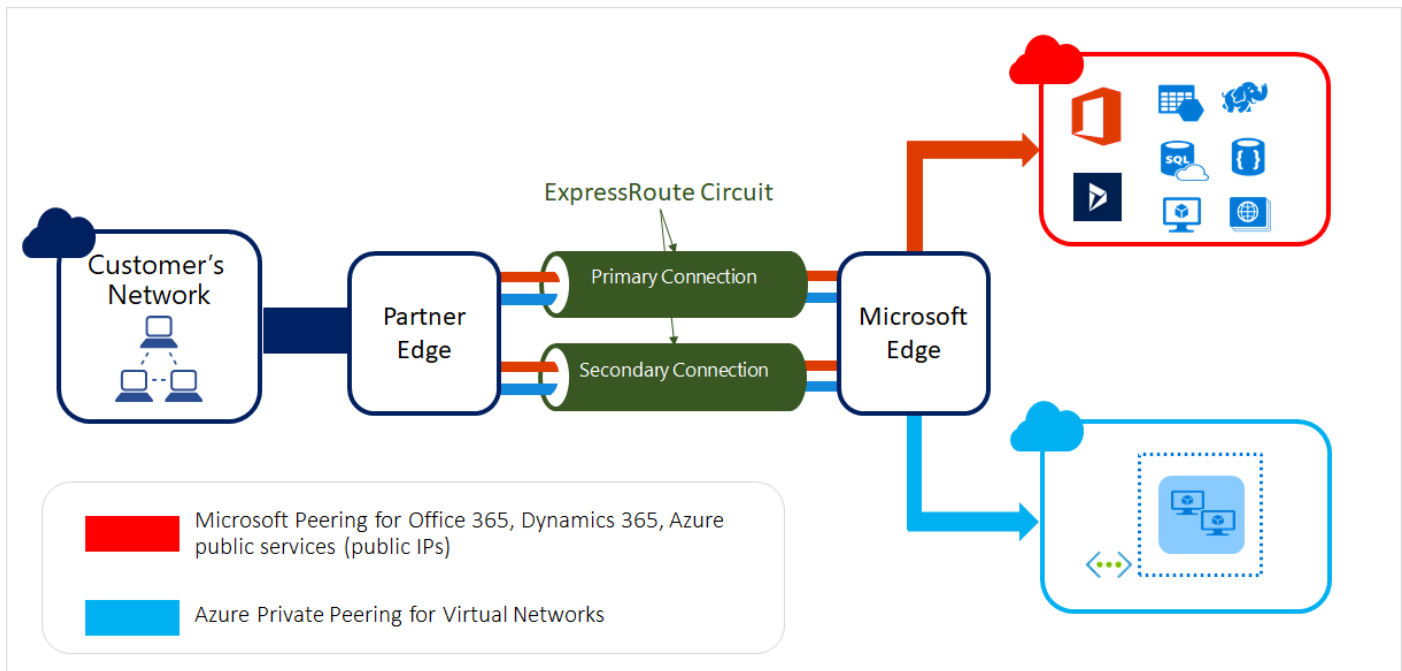 ExpressRoute Circuit
Customer's
Network
Partner
Edge
Primary Connection
Secondary Connection
Microsoft
Edge
SQL
Microsoft Peering for Office 365, Dynamics 365, Azure
public services (public IPs)
Azure Private Peering for Virtual Networks